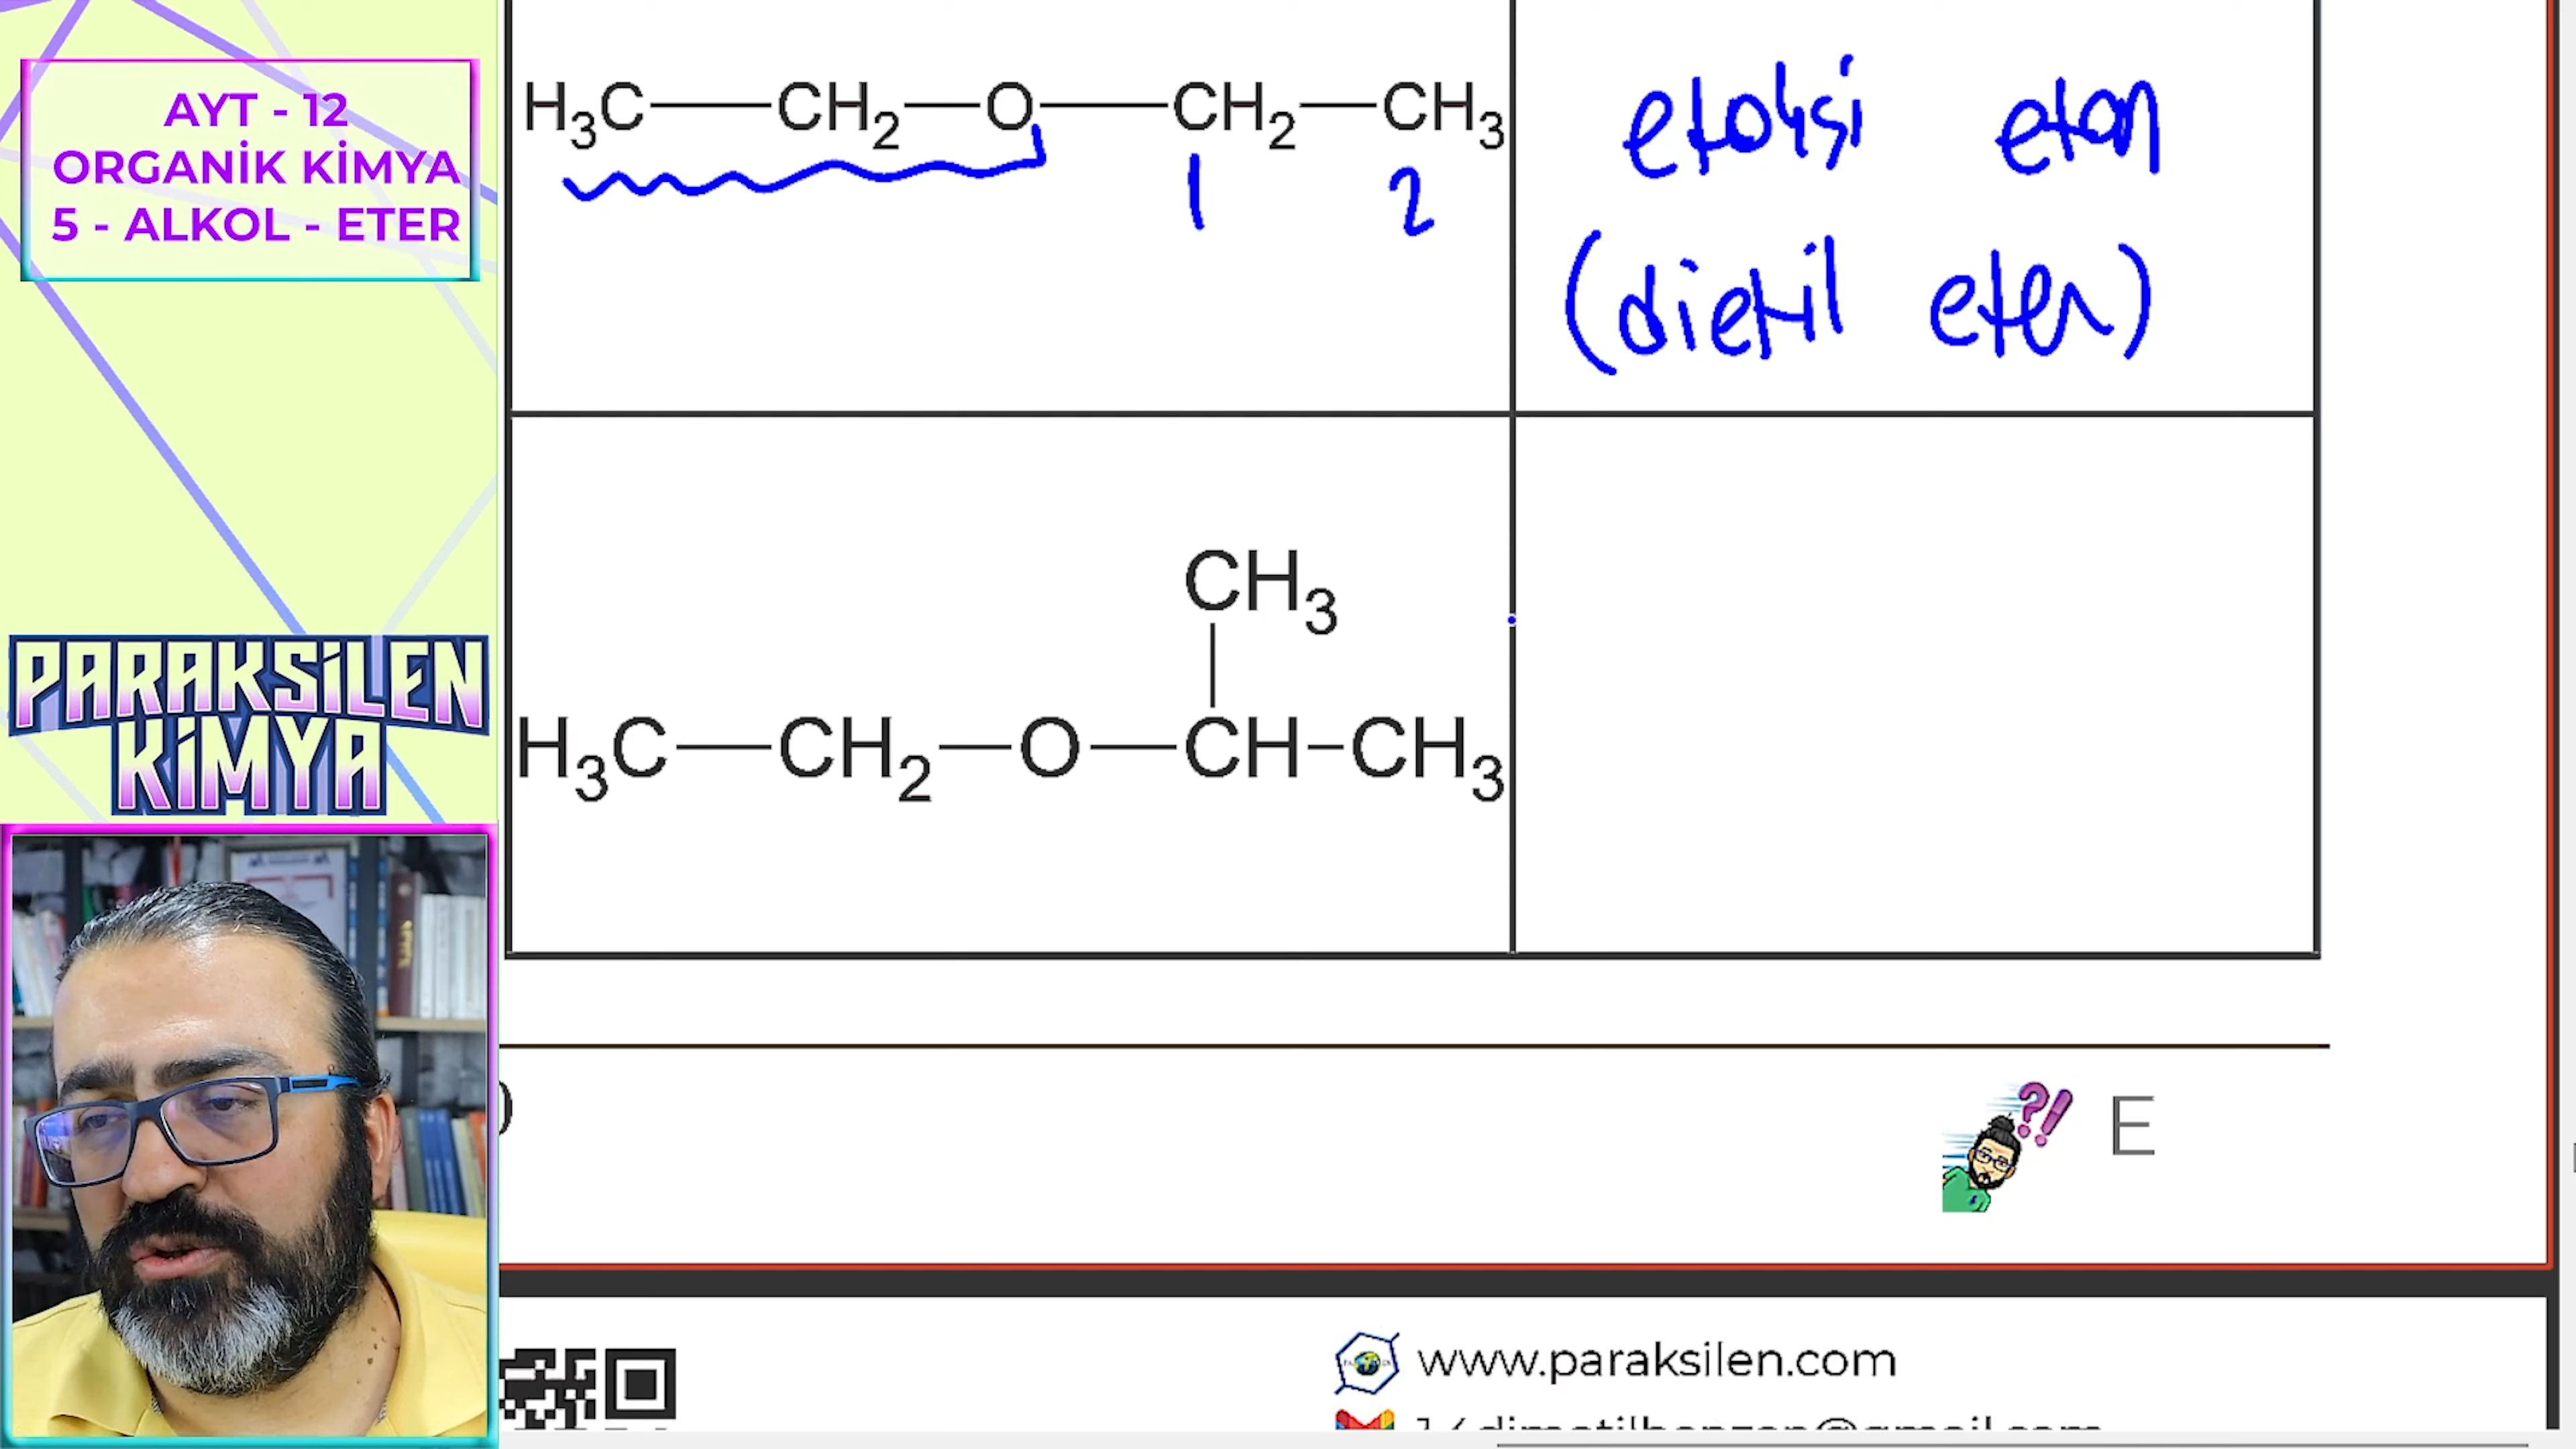 AYT - 12
ORGANİK KİMYA
5 - ALKOL - ETER
PARAKSİLEN
KİMYA
H₃C—CH₂—O—CH₂—CH₃
1 2
etoksi etan
(dietil eter)
CH₃
H₃C—CH₂—O—CH-CH₃
?!
E
www.paraksilen.com